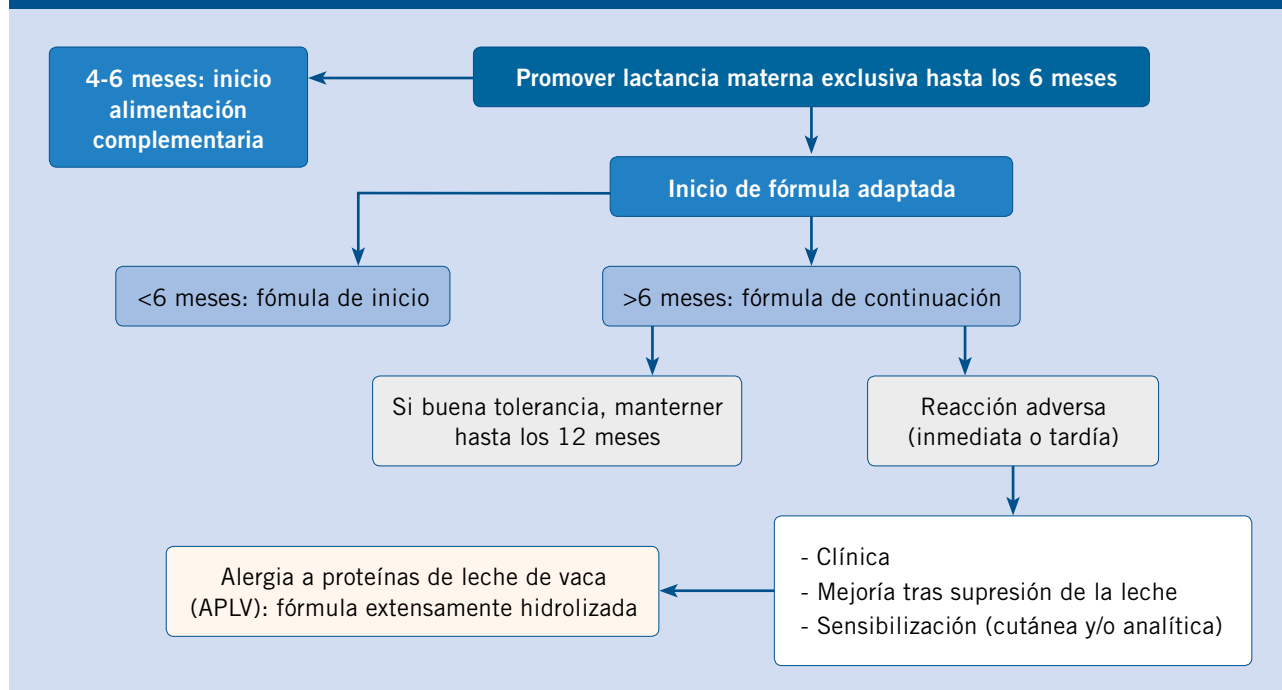 4-6 meses: inicio
alimentación
complementaria
Promover lactancia materna exclusiva hasta los 6 meses
Inicio de fórmula adaptada
<6 meses: fómula de inicio
>6 meses: fórmula de continuación
Si buena tolerancia, manterner
hasta los 12 meses
Reacción adversa
(inmediata o tardía)
- Clínica
- Mejoría tras supresión de la leche
- Sensibilización (cutánea y/o analítica)
Alergia a proteínas de leche de vaca
(APLV): fórmula extensamente hidrolizada